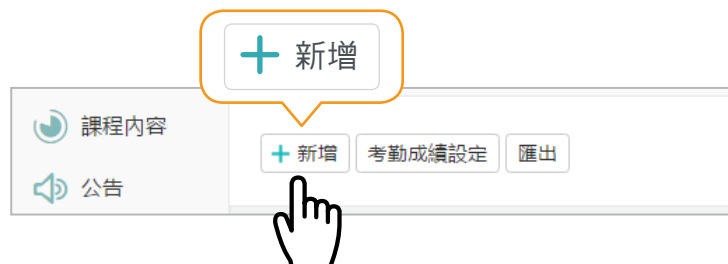 新增
課程內容
新增 考勤成績設定 匯出
公告